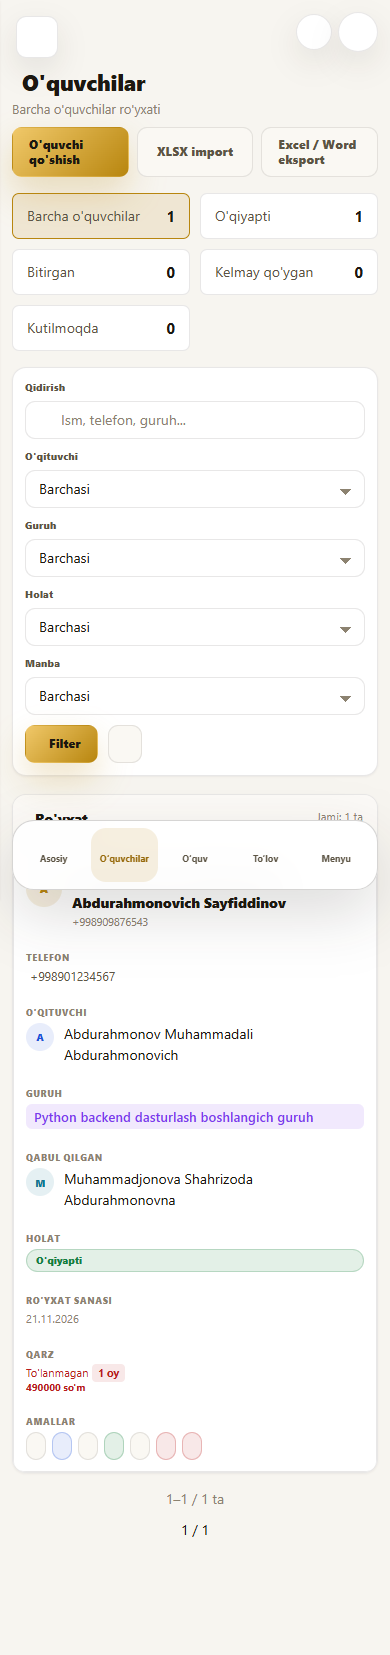 O'quvchilar
Barcha o'quvchilar ro'yxati
O'quvchi
qo'shish
XLSX import
Excel / Word
eksport
Barcha o'quvchilar 1
O'qiyapti 1
Bitirgan 0
Kelmay qo'ygan 0
Kutilmoqda 0
Qidirish
Ism, telefon, guruh...
O'qituvchi
Barchasi
Guruh
Barchasi
Holat
Barchasi
Manba
Barchasi
Filter
Ro'yxat
Jami: 1 ta
Asosiy
O'quvchilar
O'quv
To'lov
Menyu
Abdurahmonovich Sayfiddinov
+998909876543
TELEFON
+998901234567
O'QITUVCHI
A
Abdurahmonov Muhammadali
Abdurahmonovich
GURUH
Python backend dasturlash boshlangich guruh
QABUL QILGAN
M
Muhammadjonova Shahrizoda
Abdurahmonovna
HOLAT
O'qiyapti
RO'YXAT SANASI
21.11.2026
QARZ
To'lanmagan 1 oy
490000 so'm
AMALLAR
1–1 / 1 ta
1 / 1